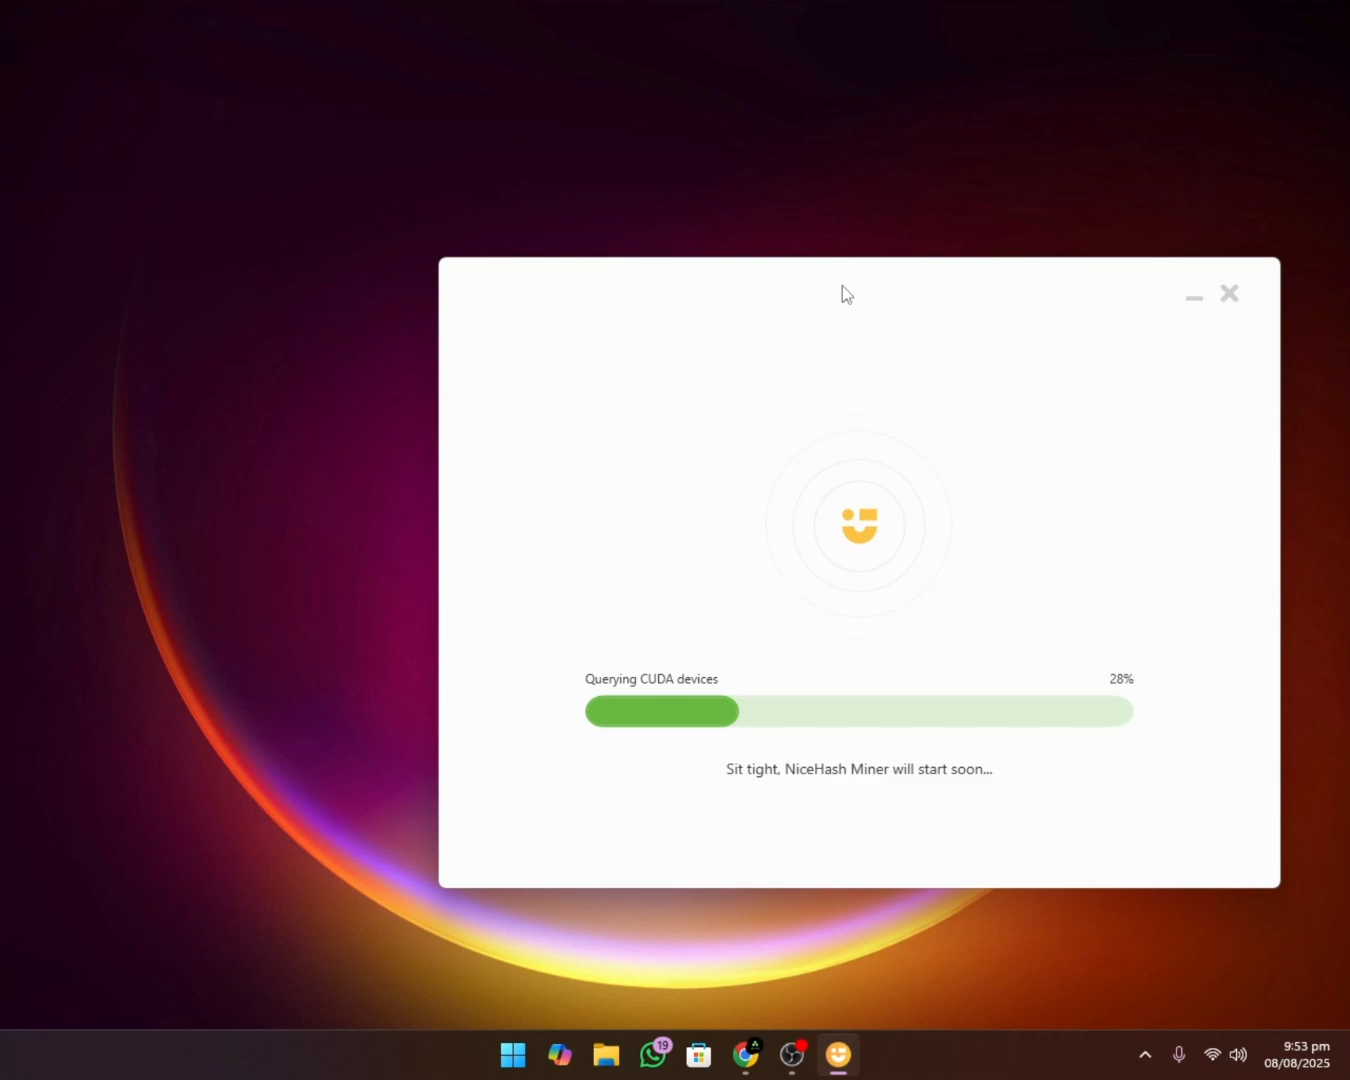 Querying CUDA devices 28%
Sit tight, NiceHash Miner will start soon...
19
9:53 pm
08/08/2025